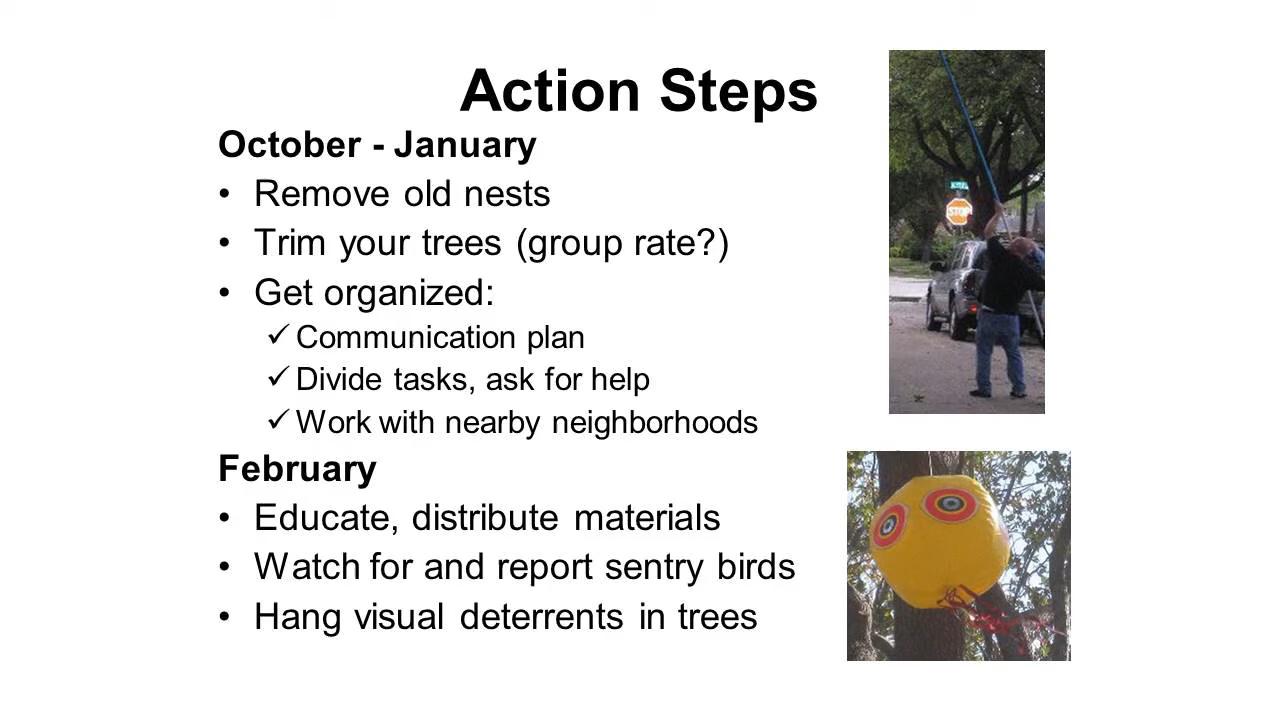 Action Steps
October - January
• Remove old nests
• Trim your trees (group rate?)
• Get organized:
✓ Communication plan
✓ Divide tasks, ask for help
✓ Work with nearby neighborhoods
February
• Educate, distribute materials
• Watch for and report sentry birds
• Hang visual deterrents in trees